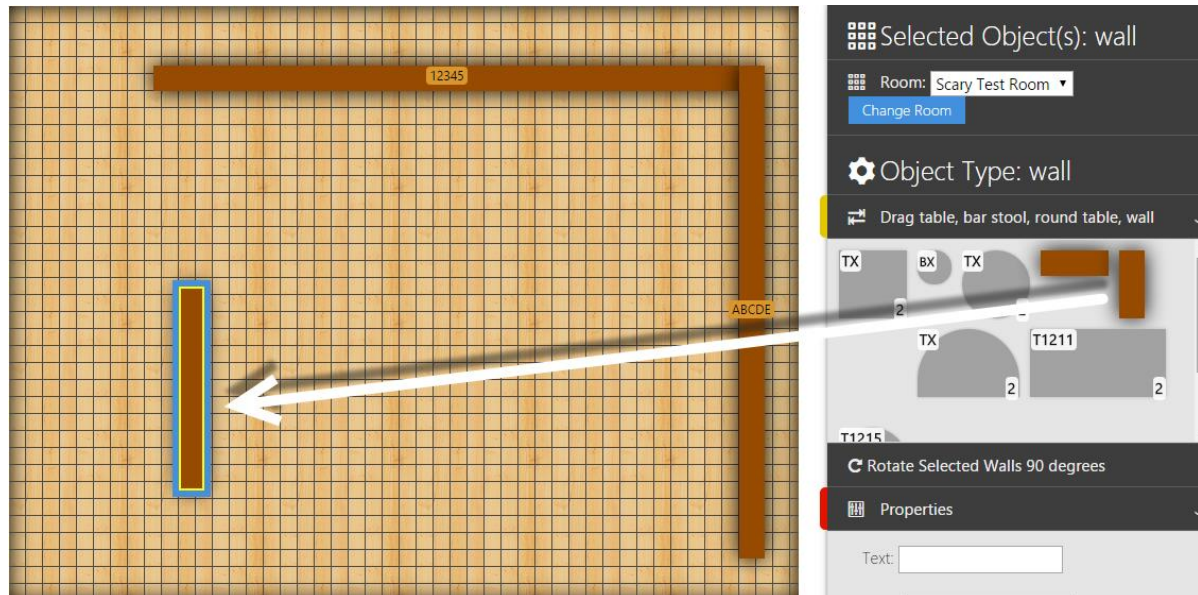 12345
ABCDE
Selected Object(s): wall
Room: Scary Test Room
Change Room
Object Type: wall
Drag table, bar stool, round table, wall
TX BX TX
2
TX T1211
2 2
T1215
Rotate Selected Walls 90 degrees
Properties
Text: